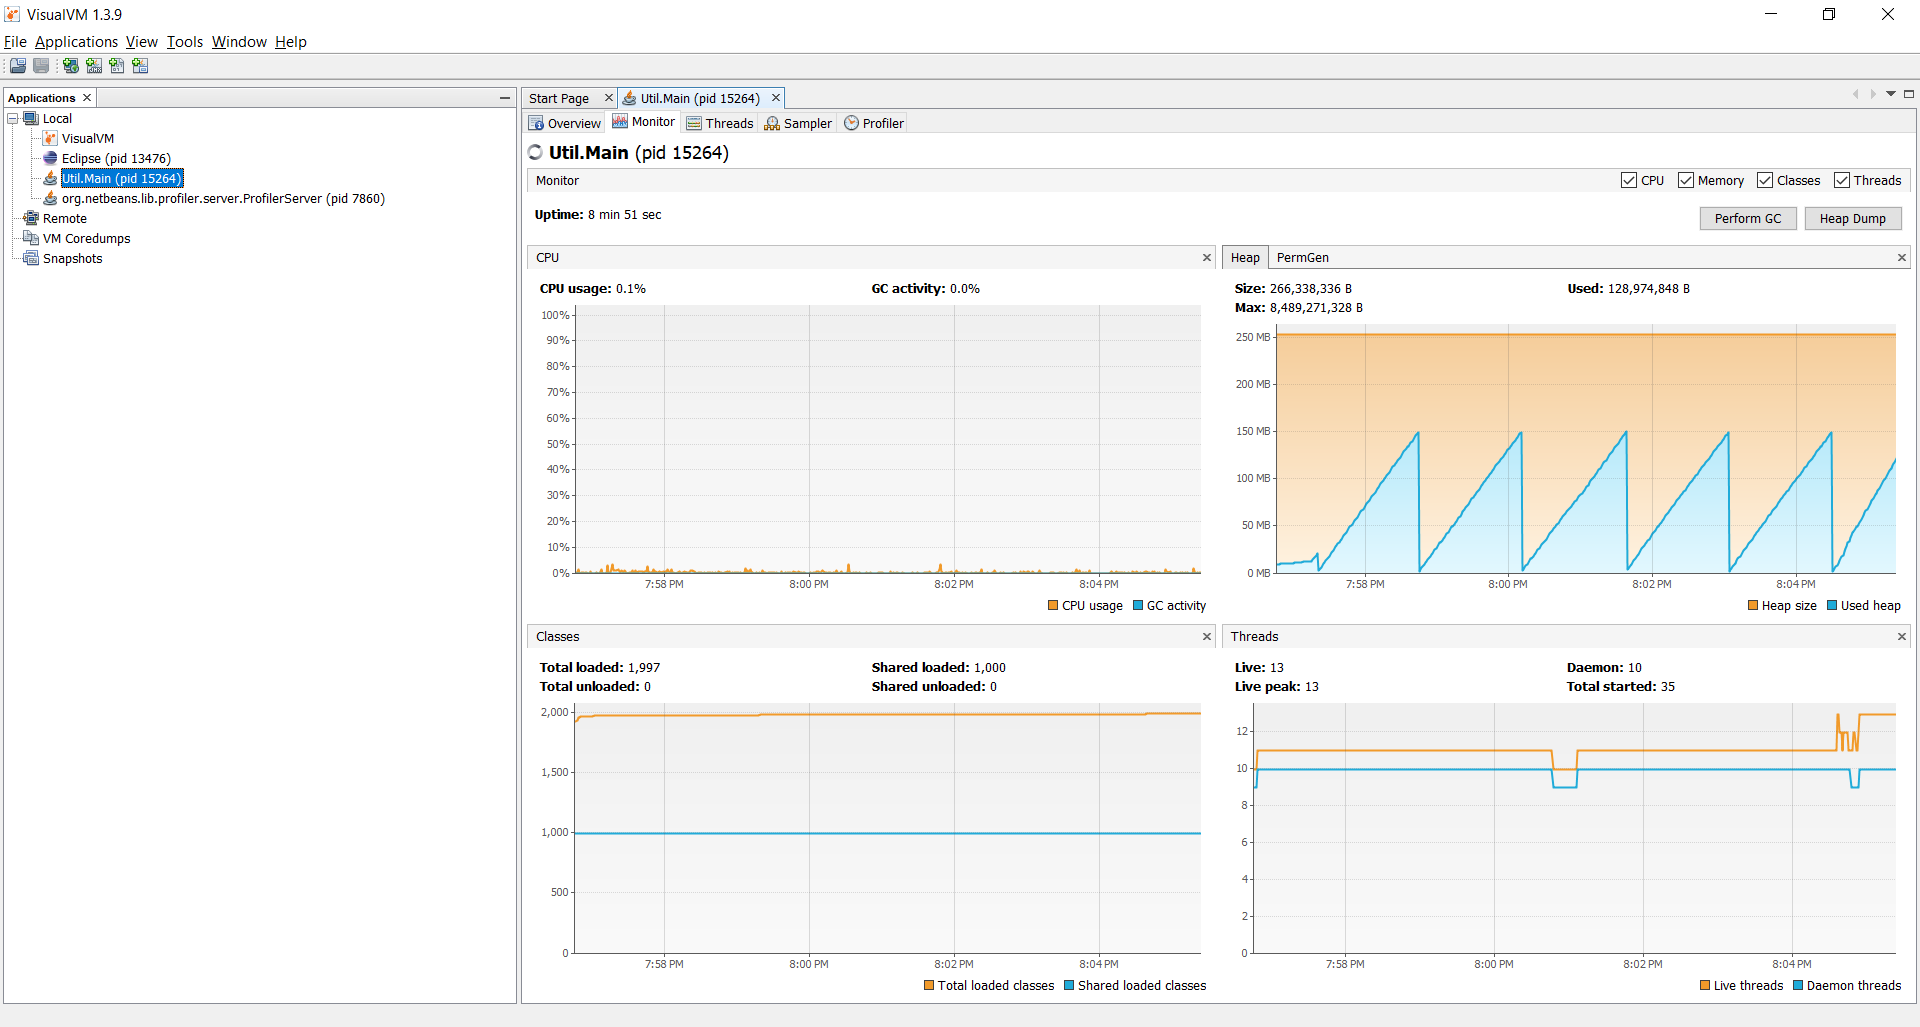 VisualVM 1.3.9
File Applications View Tools Window Help
Applications
Local
VisualVM
Eclipse (pid 13476)
Util.Main (pid 15264)
org.netbeans.lib.profiler.server.ProfilerServer (pid 7860)
Remote
VM Coredumps
Snapshots
Start Page Util.Main (pid 15264)
Overview Monitor Threads Sampler Profiler
Util.Main (pid 15264)
Monitor CPU Memory Classes Threads
Uptime: 8 min 51 sec
Perform GC Heap Dump
CPU
CPU usage: 0.1% GC activity: 0.0%
100%
90%
80%
70%
60%
50%
40%
30%
20%
10%
0%
7:58 PM 8:00 PM 8:02 PM 8:04 PM
CPU usage GC activity
Heap PermGen
Size: 266,338,336 B Used: 128,974,848 B
Max: 8,489,271,328 B
250 MB
200 MB
150 MB
100 MB
50 MB
0 MB
7:58 PM 8:00 PM 8:02 PM 8:04 PM
Heap size Used heap
Classes
Total loaded: 1,997 Shared loaded: 1,000
Total unloaded: 0 Shared unloaded: 0
2,000
1,500
1,000
500
0
7:58 PM 8:00 PM 8:02 PM 8:04 PM
Total loaded classes Shared loaded classes
Threads
Live: 13 Daemon: 10
Live peak: 13 Total started: 35
12
10
8
6
4
2
0
7:58 PM 8:00 PM 8:02 PM 8:04 PM
Live threads Daemon threads